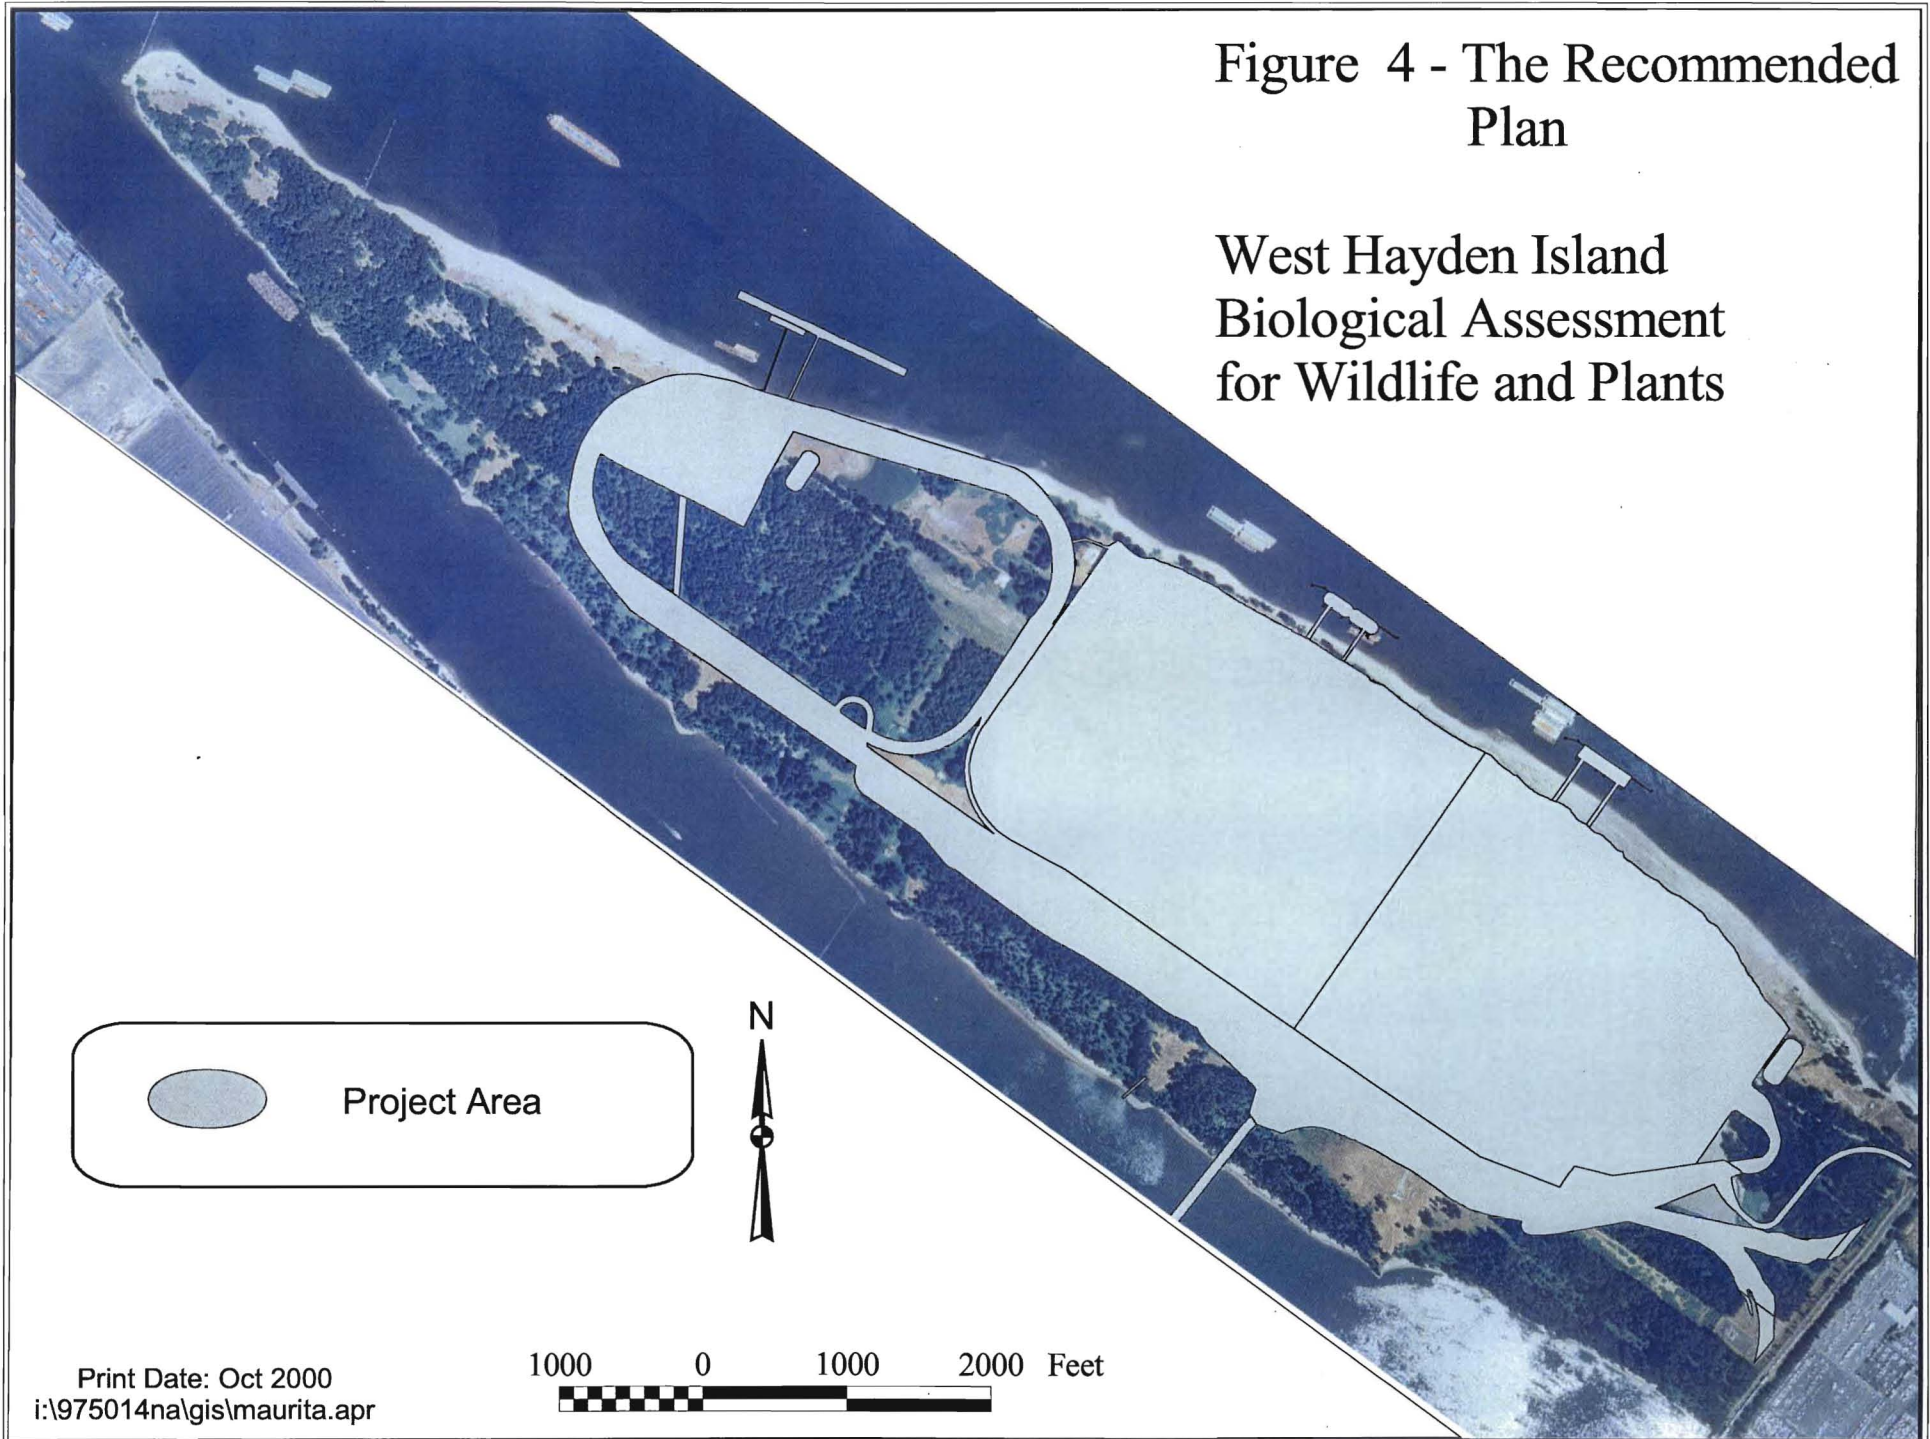 Figure 4 - The Recommended
Plan
West Hayden Island
Biological Assessment
for Wildlife and Plants
Project Area
N
1000 0 1000 2000 Feet
Print Date: Oct 2000
i:\975014na\gis\maurita.apr